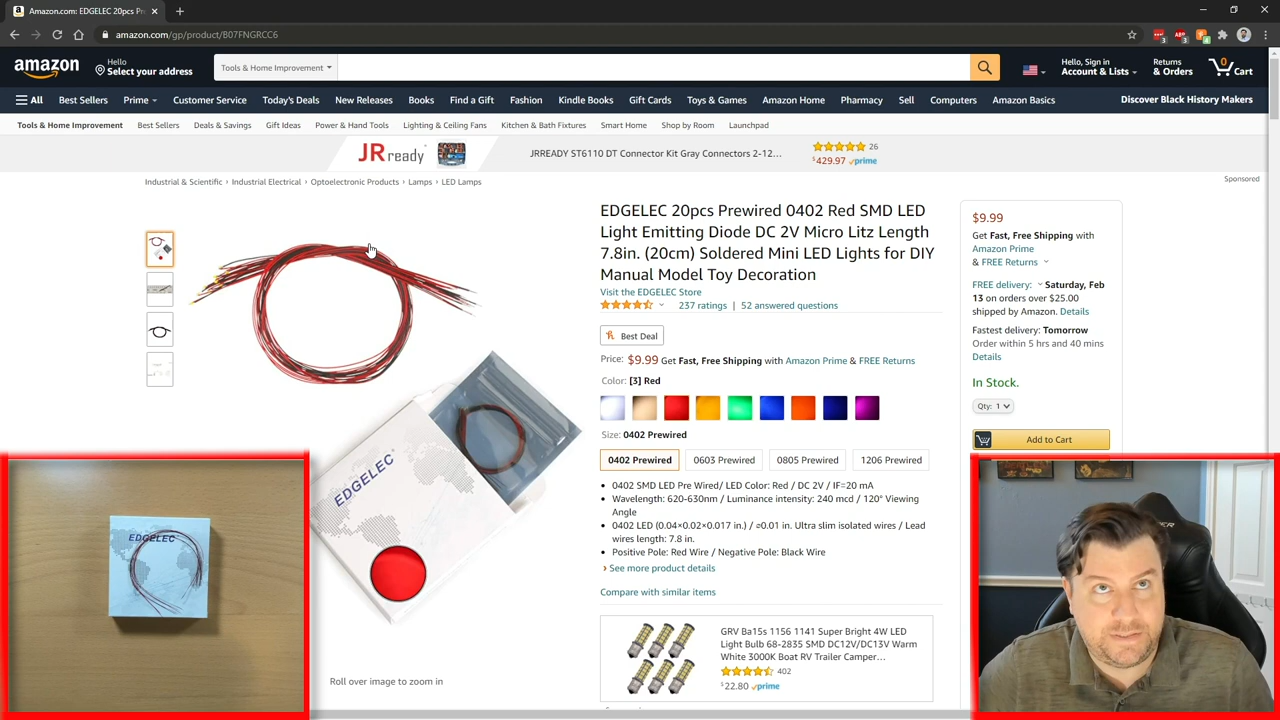 Amazon.com: EDGELEC 20pcs Pre
amazon.com/gp/product/B07FNGRCC6
3
3
4
amazon
Hello
Select your address
Tools & Home Improvement
Hello, Sign in
Account & Lists
Returns
& Orders
0
Cart
All
Best Sellers
Prime
Customer Service
Today's Deals
New Releases
Books
Find a Gift
Fashion
Kindle Books
Gift Cards
Toys & Games
Amazon Home
Pharmacy
Sell
Computers
Amazon Basics
Discover Black History Makers
Tools & Home Improvement
Best Sellers
Deals & Savings
Gift Ideas
Power & Hand Tools
Lighting & Ceiling Fans
Kitchen & Bath Fixtures
Smart Home
Shop by Room
Launchpad
JRready
JRREADY ST6110 DT Connector Kit Gray Connectors 2-12...
26
$429.97 prime
Sponsored
Industrial & Scientific › Industrial Electrical › Optoelectronic Products › Lamps › LED Lamps
EDGELEC 20pcs Prewired 0402 Red SMD LED
Light Emitting Diode DC 2V Micro Litz Length
7.8in. (20cm) Soldered Mini LED Lights for DIY
Manual Model Toy Decoration
Visit the EDGELEC Store
237 ratings | 52 answered questions
Best Deal
Price: $9.99 Get Fast, Free Shipping with Amazon Prime & FREE Returns
Color: [3] Red
Size: 0402 Prewired
0402 Prewired
0603 Prewired
0805 Prewired
1206 Prewired
• 0402 SMD LED Pre Wired/ LED Color: Red / DC 2V / IF=20 mA
• Wavelength: 620-630nm / Luminance intensity: 240 mcd / 120° Viewing
Angle
• 0402 LED (0.04×0.02×0.017 in.) / ⌀0.01 in. Ultra slim isolated wires / Lead
wires length: 7.8 in.
• Positive Pole: Red Wire / Negative Pole: Black Wire
› See more product details
Compare with similar items
GRV Ba15s 1156 1141 Super Bright 4W LED
Light Bulb 68-2835 SMD DC12V/DC13V Warm
White 3000K Boat RV Trailer Camper...
402
$22.80 prime
$9.99
Get Fast, Free Shipping with
Amazon Prime
& FREE Returns
FREE delivery: Saturday, Feb
13 on orders over $25.00
shipped by Amazon. Details
Fastest delivery: Tomorrow
Order within 5 hrs and 40 mins
Details
In Stock.
Qty: 1
Add to Cart
EDGELEC
Roll over image to zoom in
EDGELEC